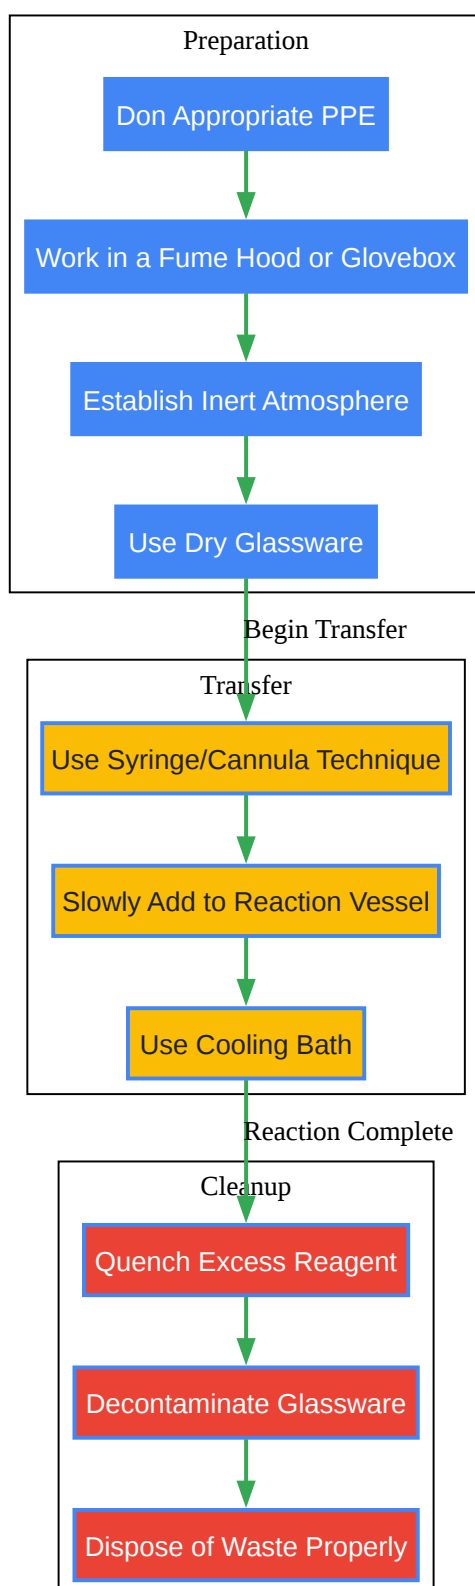 Preparation
Don Appropriate PPE
Work in a Fume Hood or Glovebox
Establish Inert Atmosphere
Use Dry Glassware
Begin Transfer
Transfer
Use Syringe/Cannula Technique
Slowly Add to Reaction Vessel
Use Cooling Bath
Reaction Complete
Cleanup
Quench Excess Reagent
Decontaminate Glassware
Dispose of Waste Properly